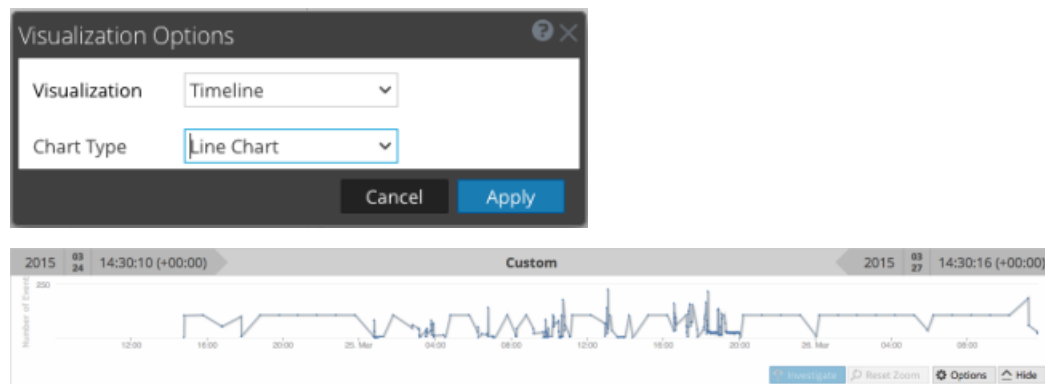 Visualization Options
Visualization Timeline
Chart Type Line Chart
Cancel Apply
2015 03 24 14:30:10 (+00:00) Custom 2015 03 27 14:30:16 (+00:00)
250
Number of Events
12:00 16:00 20:00 25. Mar 04:00 08:00 12:00 16:00 20:00 26. Mar 04:00 08:00
Investigate Reset Zoom Options Hide